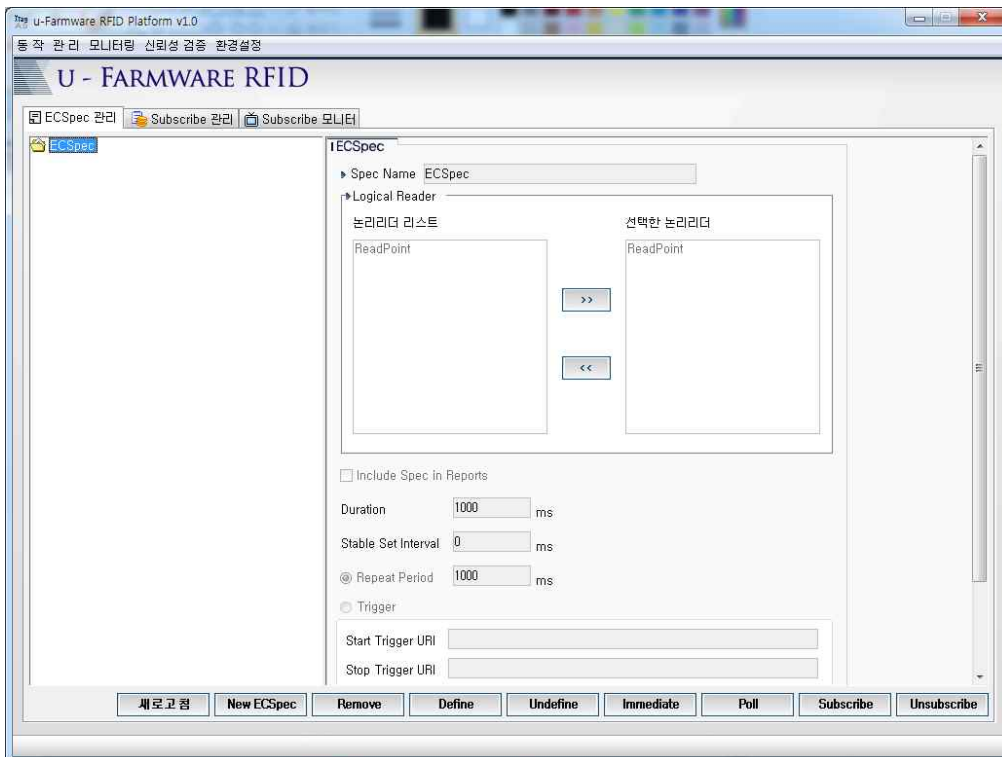 u-Farmware RFID Platform v1.0
동 작 관 리 모니터링 신뢰성 검증 환경설정
U - FARMWARE RFID
ECSpec 관리 Subscribe 관리 Subscribe 모니터
ECSpec
ECSpec
Spec Name ECSpec
Logical Reader
논리리더 리스트 선택한 논리리더
ReadPoint ReadPoint
>>
<<
Include Spec in Reports
Duration 1000 ms
Stable Set Interval 0 ms
Repeat Period 1000 ms
Trigger
Start Trigger URI
Stop Trigger URI
새로고침 New ECSpec Remove Define Undefine Immediate Poll Subscribe Unsubscribe